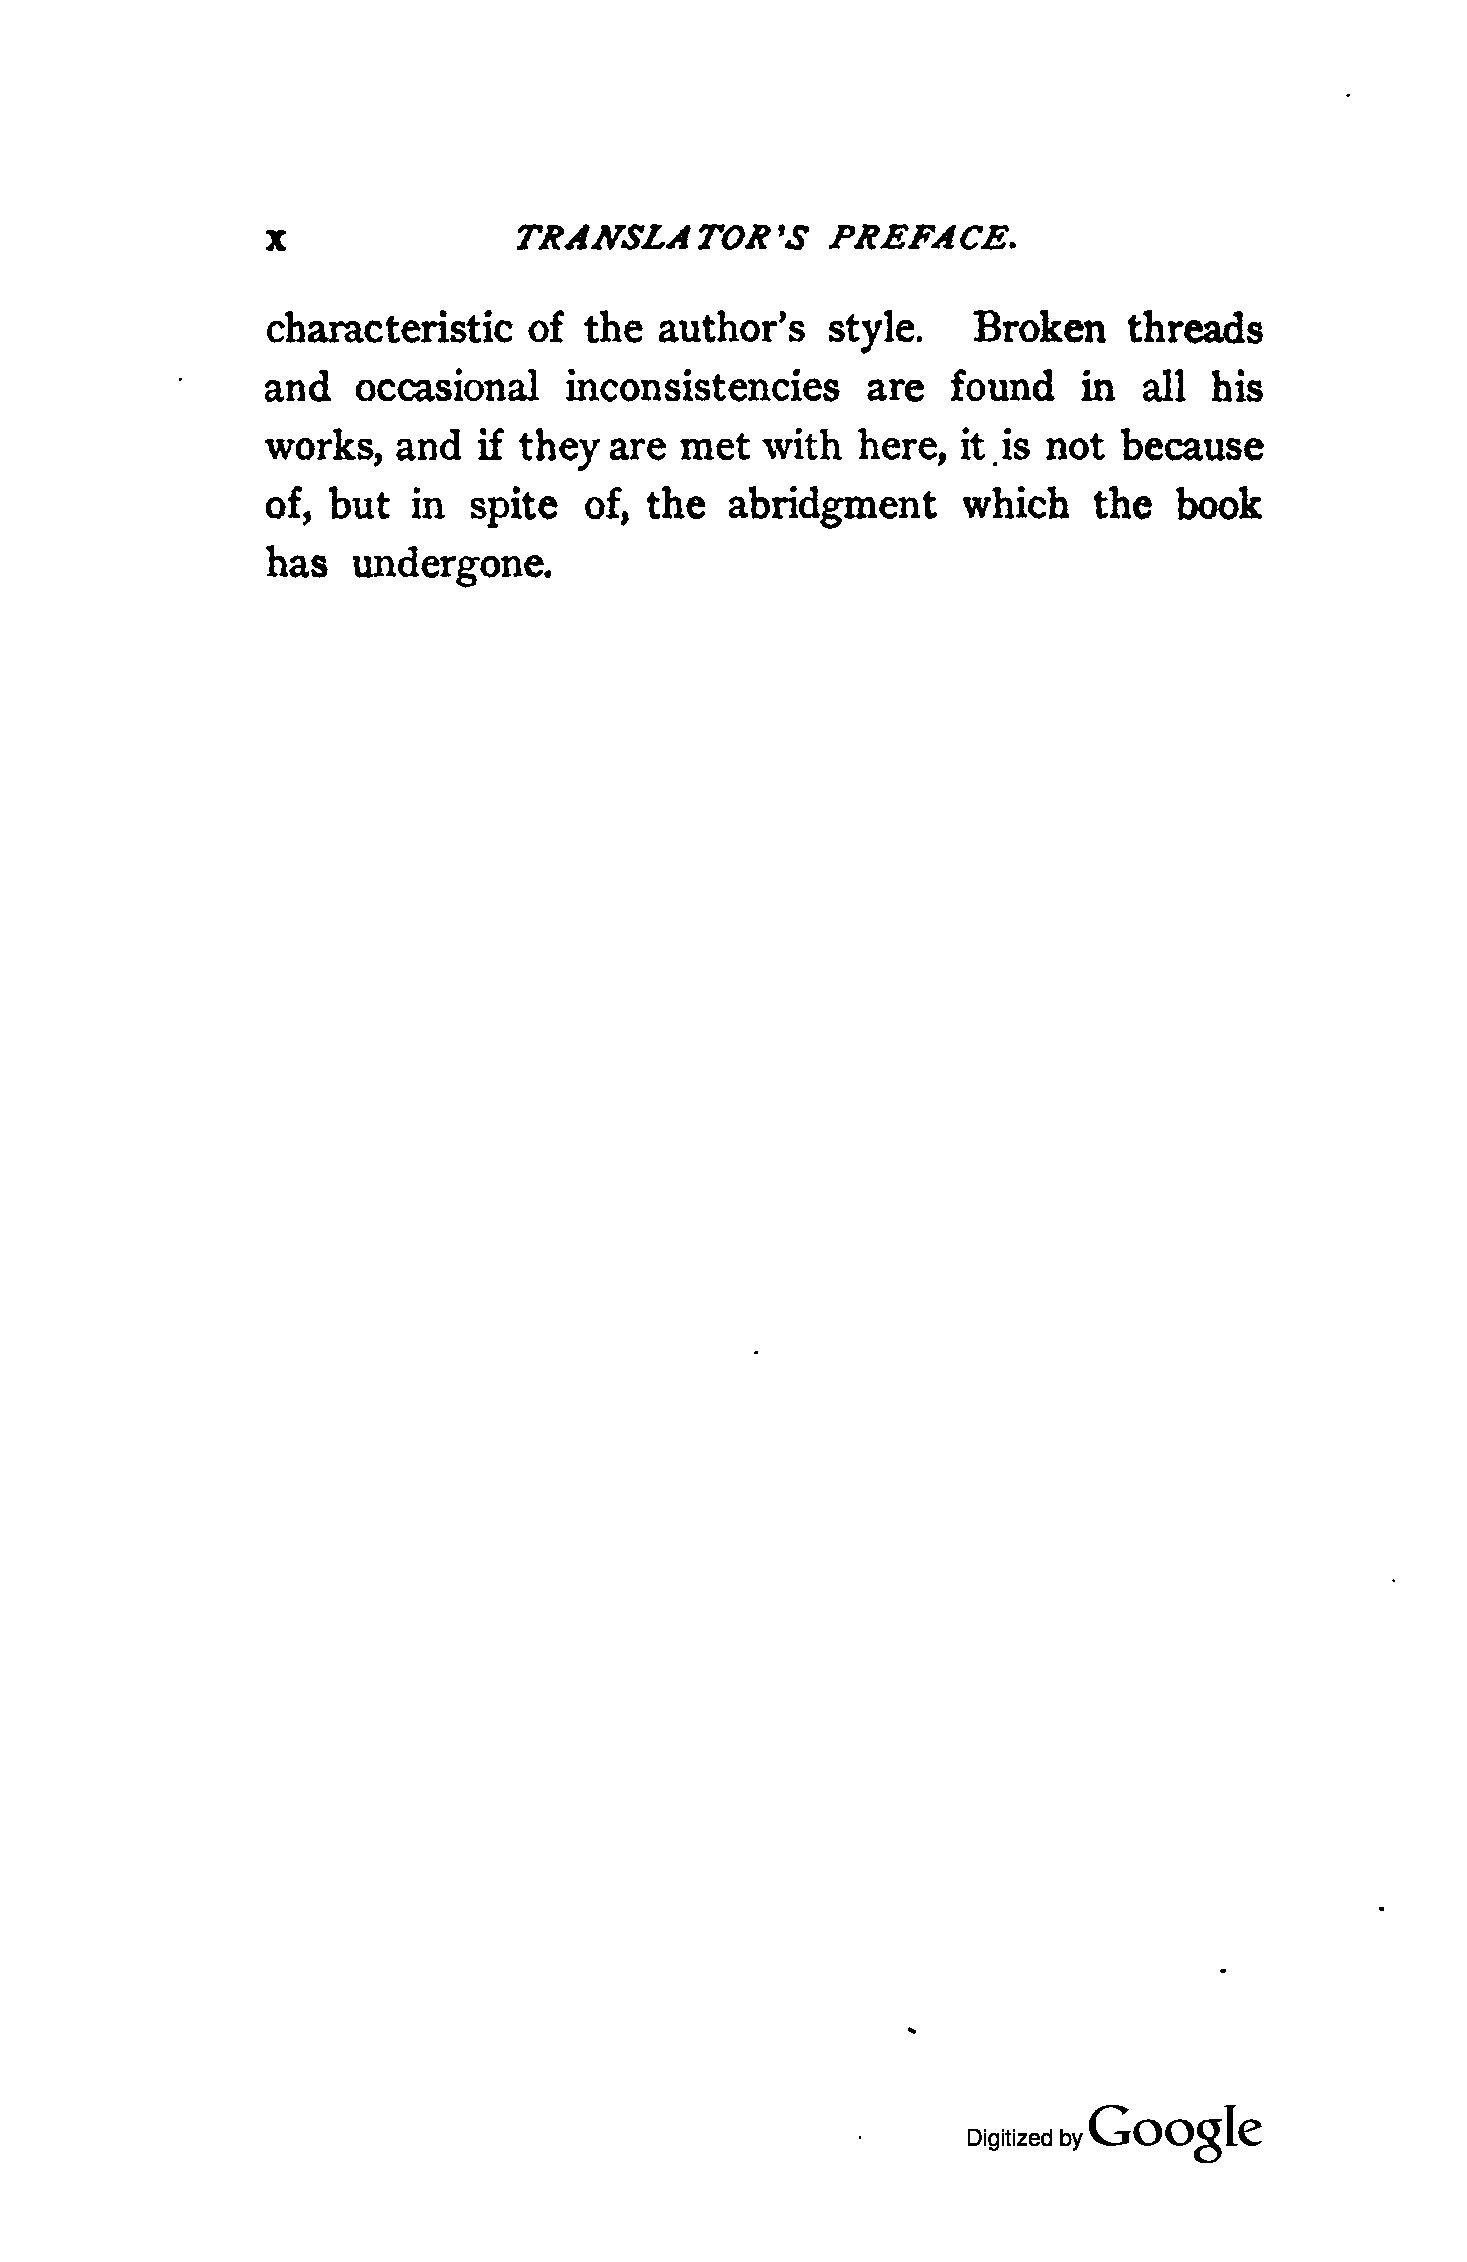 x TRANSLATOR'S PREFACE.
characteristic of the author's style. Broken threads
and occasional inconsistencies are found in all his
works, and if they are met with here, it is not because
of, but in spite of, the abridgment which the book
has undergone.
Digitized by Google